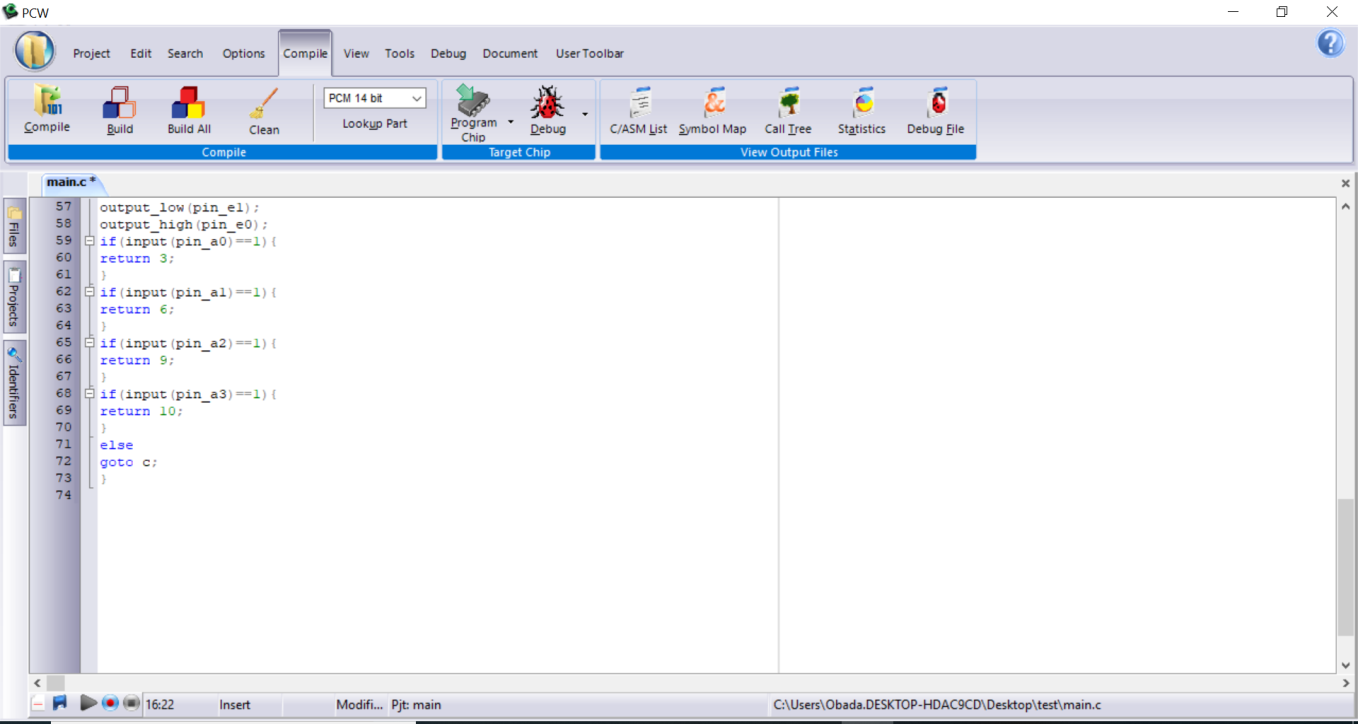 PCW
Project Edit Search Options Compile View Tools Debug Document User Toolbar
Compile
Build
Build All
Clean
PCM 14 bit
Lookup Part
Program Chip
Debug
C/ASM List
Symbol Map
Call Tree
Statistics
Debug File
Compile
Target Chip
View Output Files
main.c *
Files
Projects
Identifiers
57 output_low(pin_e1);
58 output_high(pin_e0);
59 if(input(pin_a0)==1){
60 return 3;
61 }
62 if(input(pin_a1)==1){
63 return 6;
64 }
65 if(input(pin_a2)==1){
66 return 9;
67 }
68 if(input(pin_a3)==1){
69 return 10;
70 }
71 else
72 goto c;
73 }
74
16:22 Insert Modifi... Pjt: main C:\Users\Obada.DESKTOP-HDAC9CD\Desktop\test\main.c